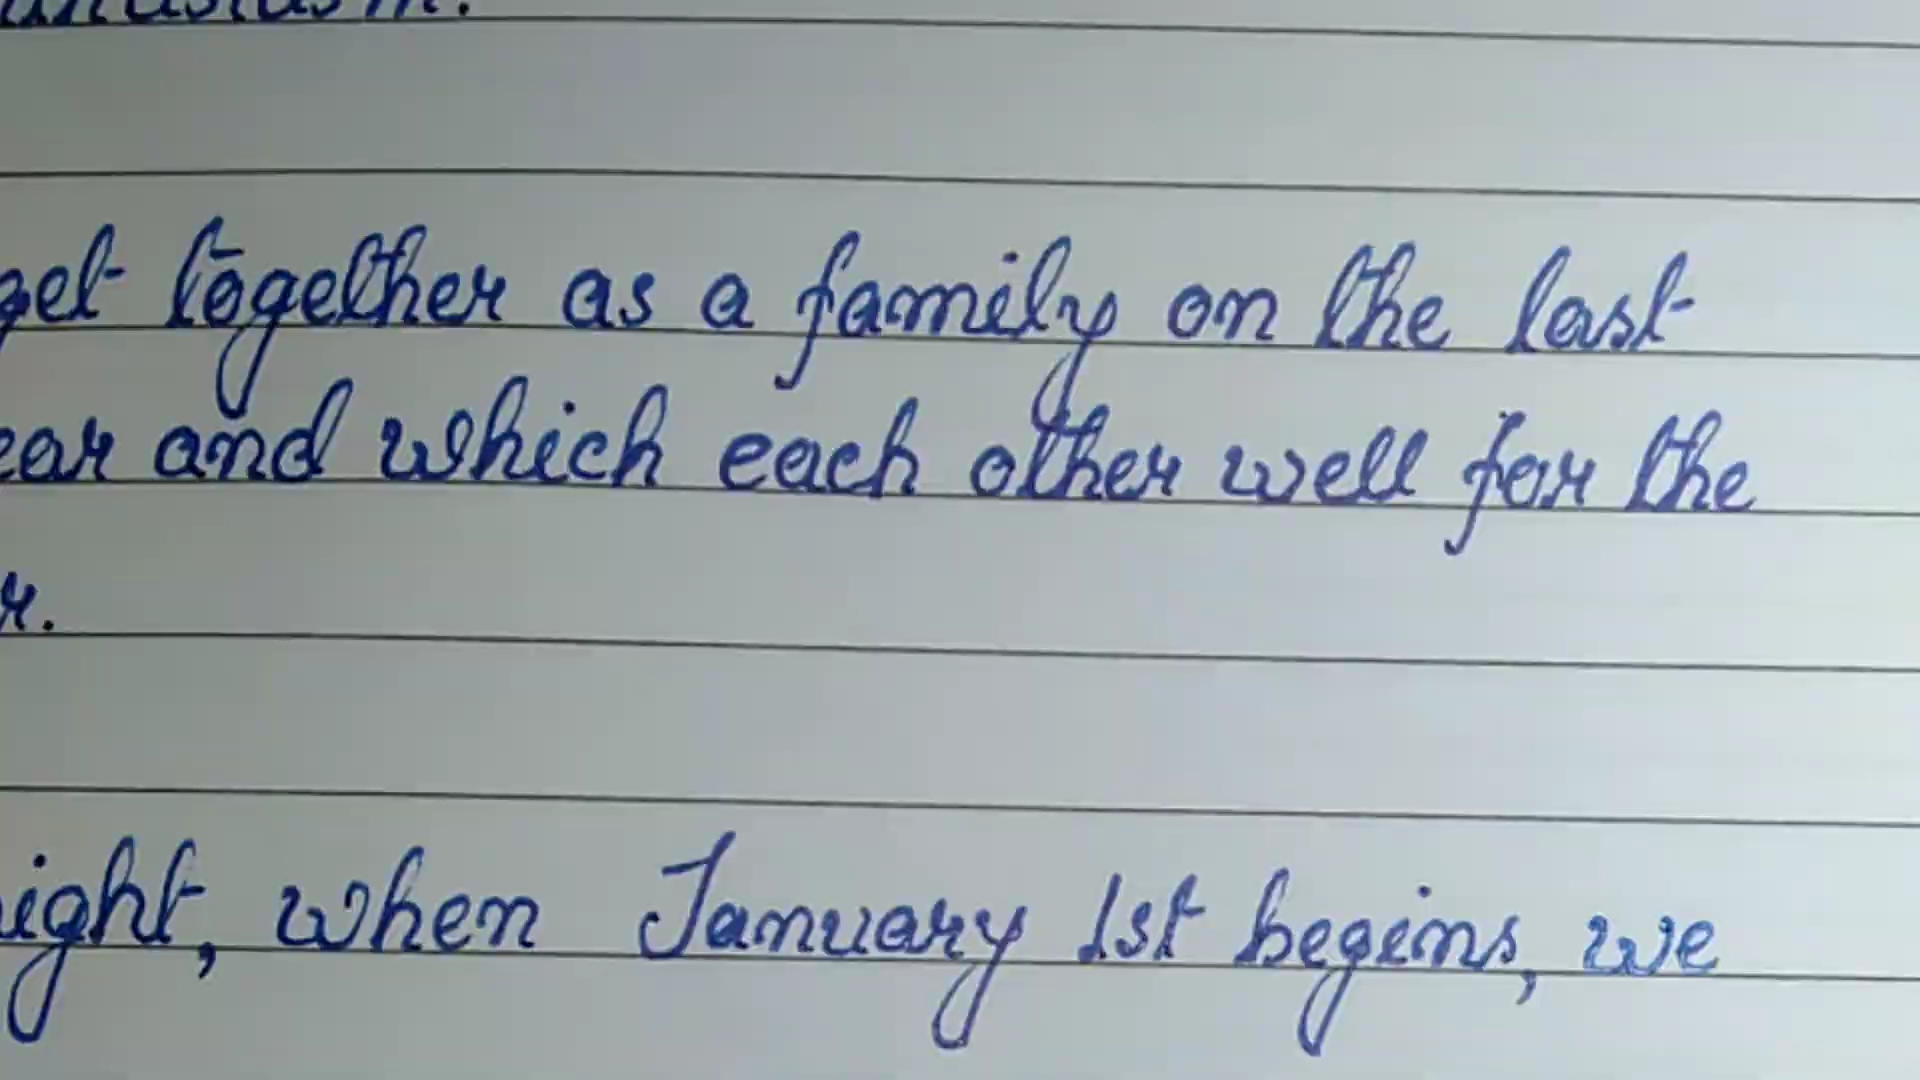 get together as a family on the last
ear and which each other well for the
r.
ight, when January 1st begins, we